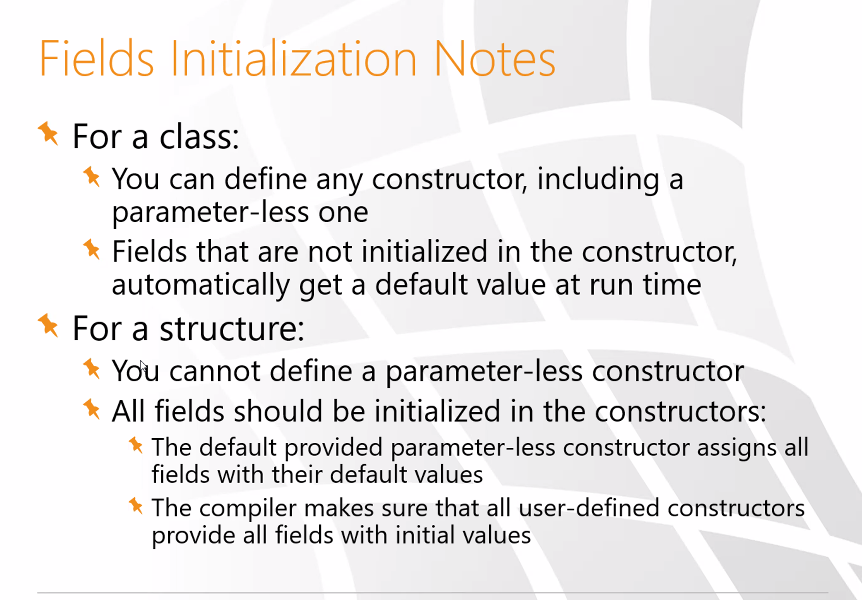 Fields Initialization Notes
For a class:
You can define any constructor, including a
parameter-less one
Fields that are not initialized in the constructor,
automatically get a default value at run time
For a structure:
You cannot define a parameter-less constructor
All fields should be initialized in the constructors:
The default provided parameter-less constructor assigns all
fields with their default values
The compiler makes sure that all user-defined constructors
provide all fields with initial values